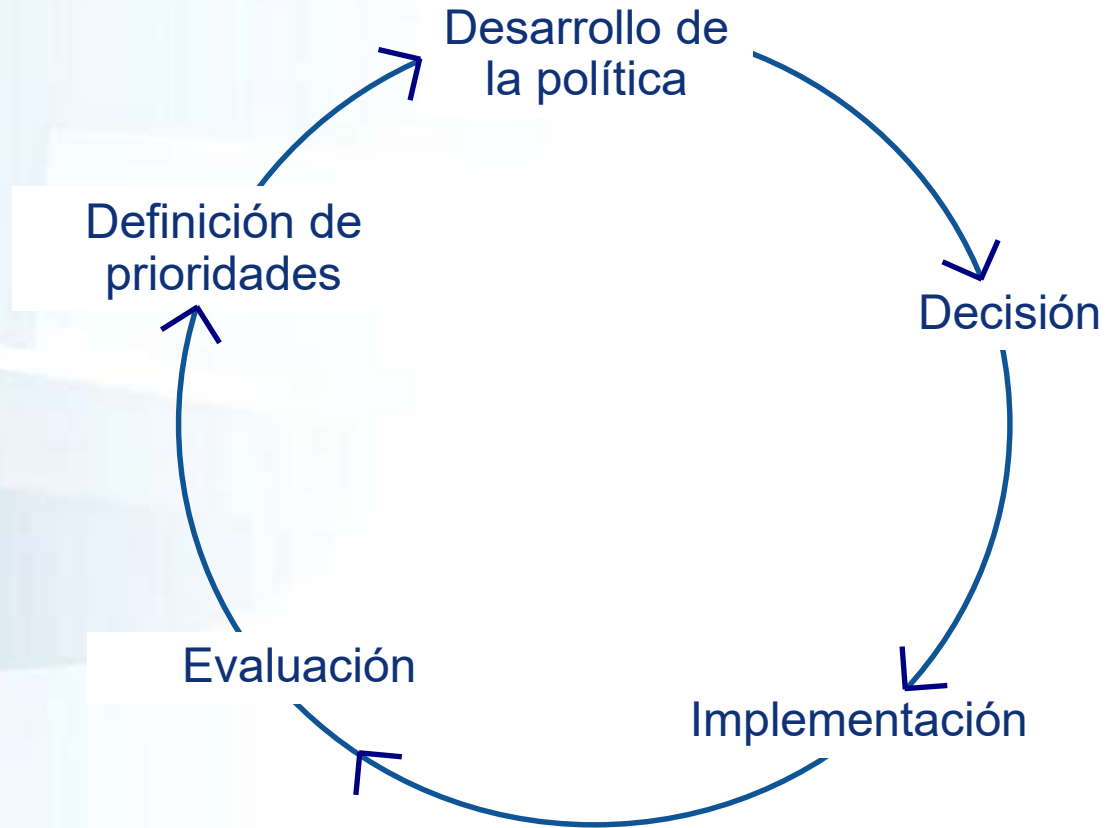 Desarrollo de
la política
Definición de
prioridades
Decisión
Evaluación
Implementación